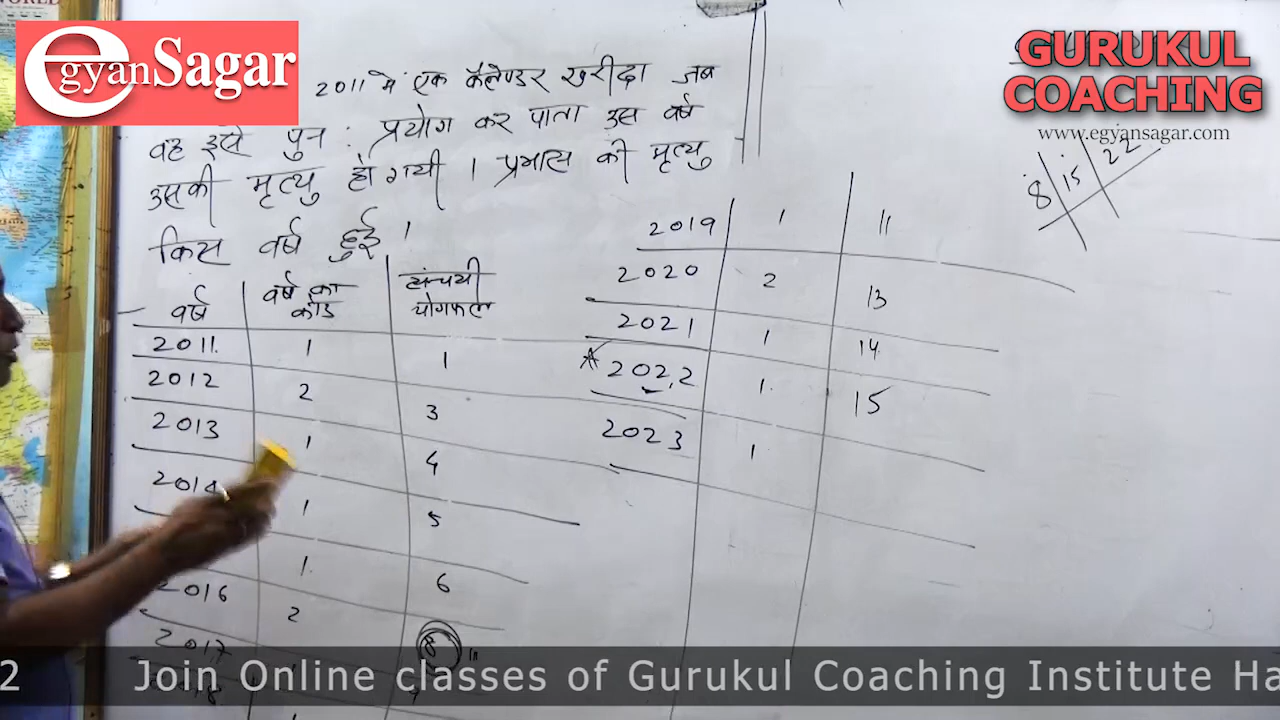 egyanSagar
GURUKUL
COACHING
www.egyansagar.com
2011 में एक कैलेण्डर खरीदा जब
वह इसे पुन: प्रयोग कर पाता उस वर्ष
उसकी मृत्यु हो गयी । प्रभास की मृत्यु
किस वर्ष हुई ।
8 15 22
वर्ष वर्ष का कोड संचयी योगफल
2011 1 1
2012 2 3
2013 1 4
2014 1 5
1 6
2016 2 8
2017
2019 1 11
2020 2 13
2021 1 14
2022 1 15
2023 1
2 Join Online classes of Gurukul Coaching Institute Ha